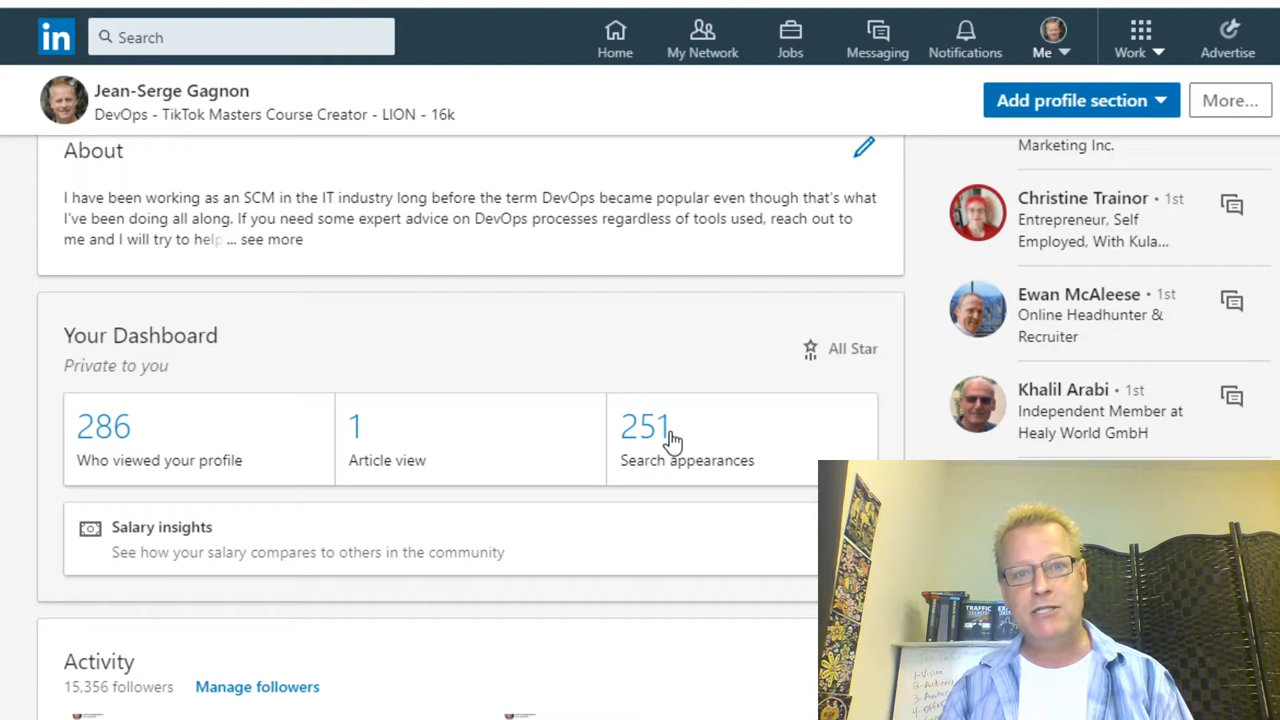 in
Search
Home
My Network
Jobs
Messaging
Notifications
Me
Work
Advertise
Jean-Serge Gagnon
DevOps - TikTok Masters Course Creator - LION - 16k
Add profile section
More...
About
I have been working as an SCM in the IT industry long before the term DevOps became popular even though that's what
I've been doing all along. If you need some expert advice on DevOps processes regardless of tools used, reach out to
me and I will try to help ... see more
Your Dashboard
Private to you
All Star
286
Who viewed your profile
1
Article view
251
Search appearances
Salary insights
See how your salary compares to others in the community
Activity
15,356 followers
Manage followers
Marketing Inc.
Christine Trainor • 1st
Entrepreneur, Self
Employed, With Kula...
Ewan McAleese • 1st
Online Headhunter &
Recruiter
Khalil Arabi • 1st
Independent Member at
Healy World GmbH
TRAFFIC
1-Vision